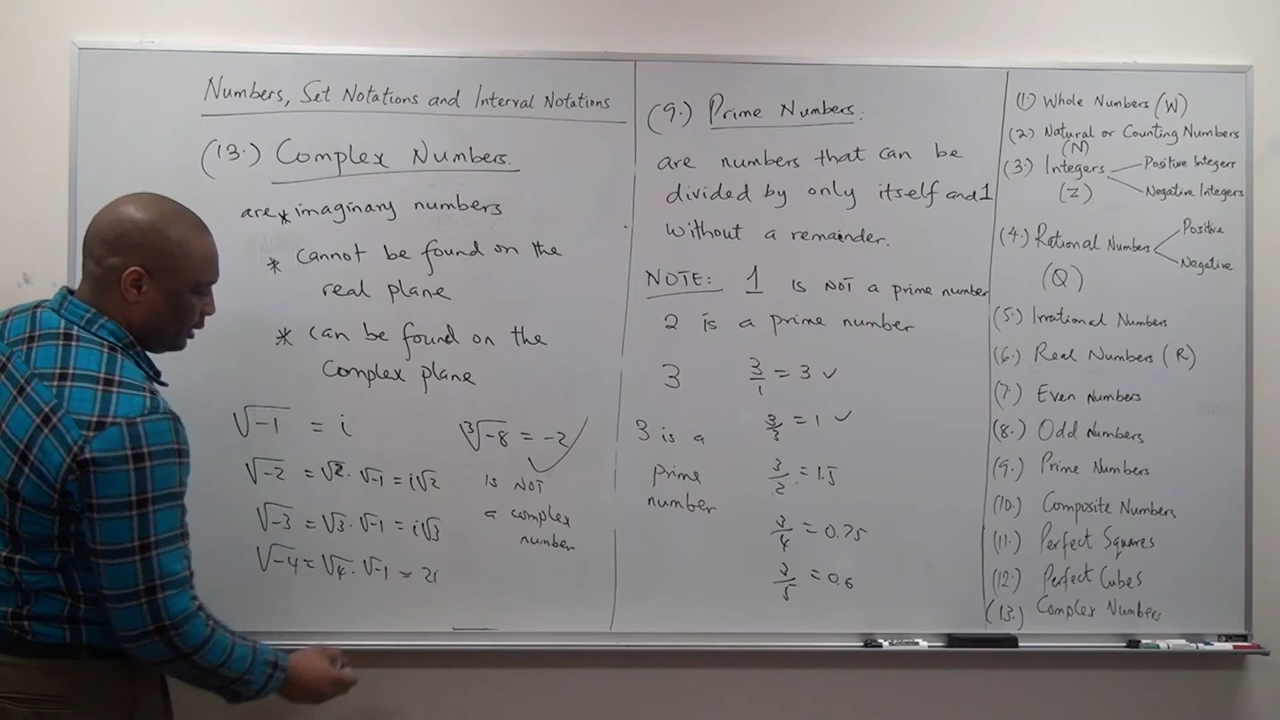 Numbers, Set Notations and Interval Notations
(13.) Complex Numbers.
are * imaginary numbers
* cannot be found on the
real plane
* can be found on the
Complex plane
√-1 = i
√-2 = √2 · √-1 = i√2
√-3 = √3 · √-1 = i√3
√-4 = √4 · √-1 = 2i
∛-8 = -2 ✓
is NOT
a complex
number
(9.) Prime Numbers.
are numbers that can be
divided by only itself and 1
without a remainder.
NOTE: 1 is NOT a prime number
2 is a prime number
3
3 is a
prime
number
3/1 = 3 ✓
3/3 = 1 ✓
3/2 = 1.5
3/4 = 0.75
3/5 = 0.6
(1) Whole Numbers (W)
(2.) Natural or Counting Numbers
(N)
(3.) Integers
(Z)
Positive Integers
Negative Integers
(4.) Rational Numbers
(Q)
Positive
Negative
(5.) Irrational Numbers
(6.) Real Numbers (R)
(7.) Even Numbers
(8.) Odd Numbers
(9.) Prime Numbers
(10.) Composite Numbers
(11.) Perfect Squares
(12.) Perfect Cubes
(13.) Complex Numbers